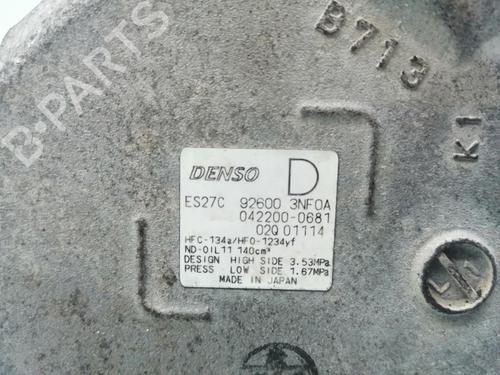 B-PARTS
B713
K1
DENSO D
ES27C 92600 3NF0A
042200-0681
02Q 01114
HFC-134a/HFO-1234yf
ND-OIL11 140cm³
DESIGN HIGH SIDE 3.53MPa
PRESS LOW SIDE 1.67MPa
MADE IN JAPAN